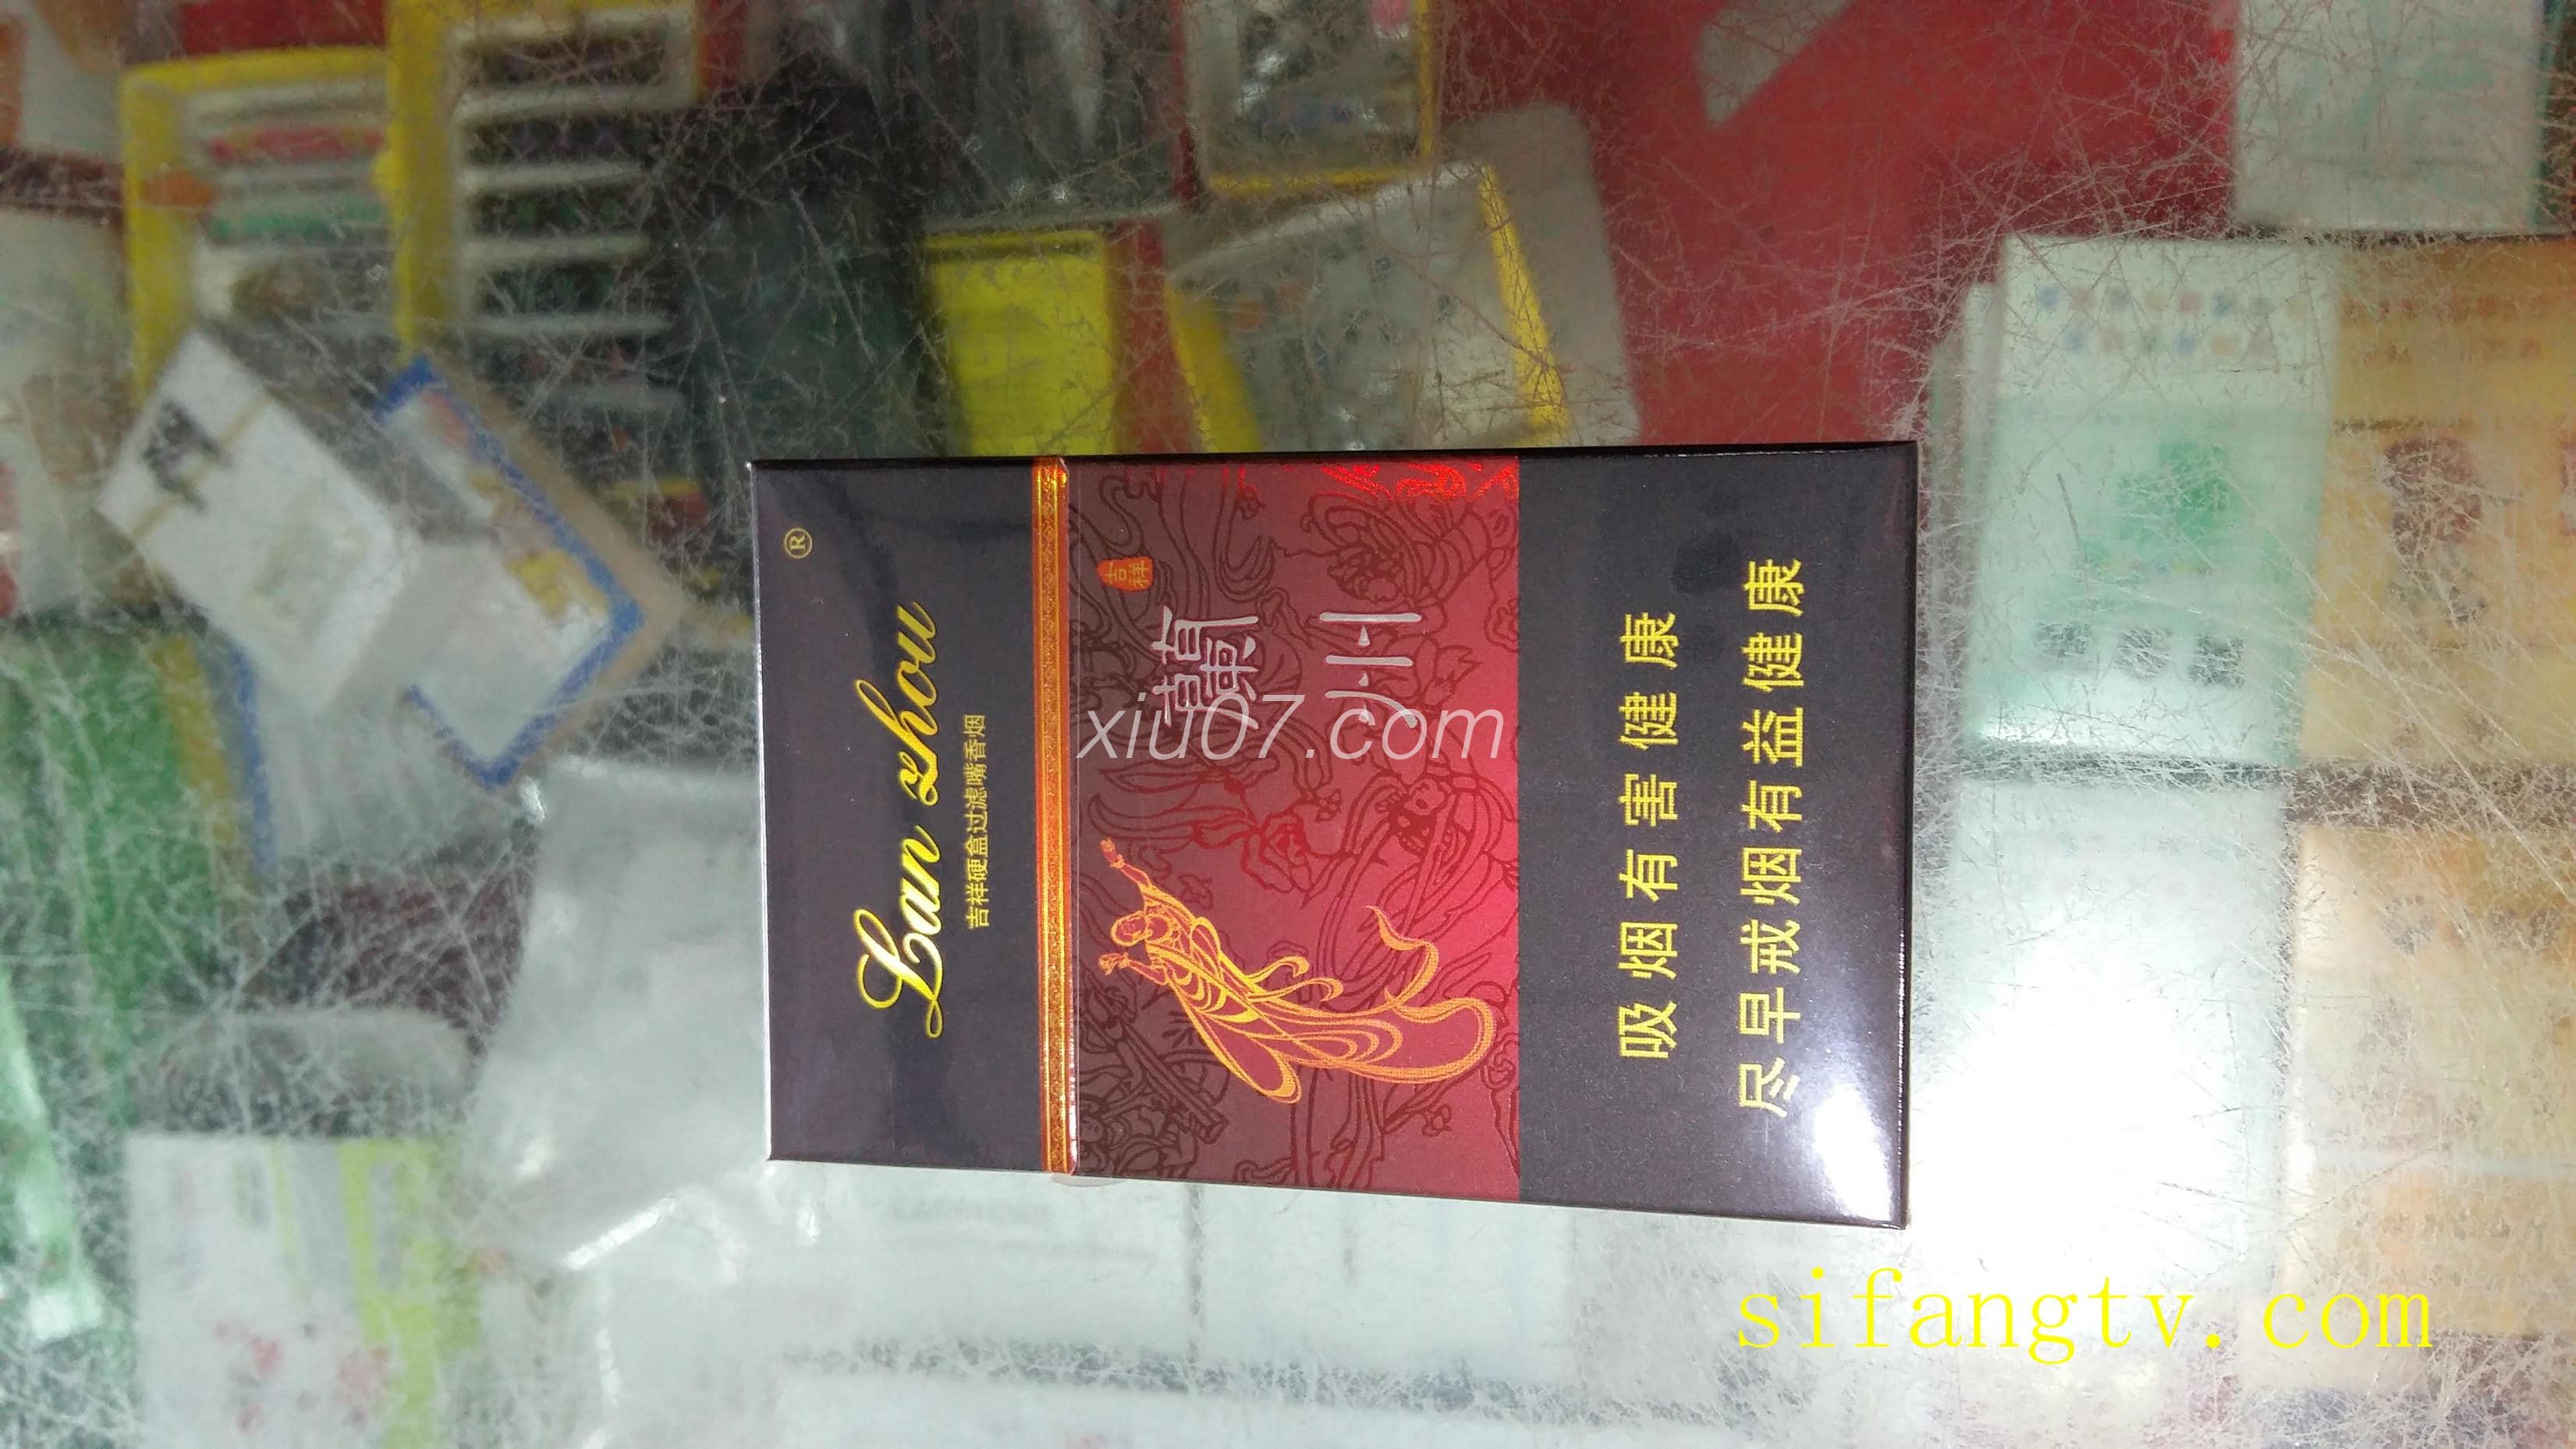 ®
Lan zhou
吉祥硬盒过滤嘴香烟
吉祥
蘭州
吸烟有害健康
尽早戒烟有益健康
xiu07.com
sifangtv.com